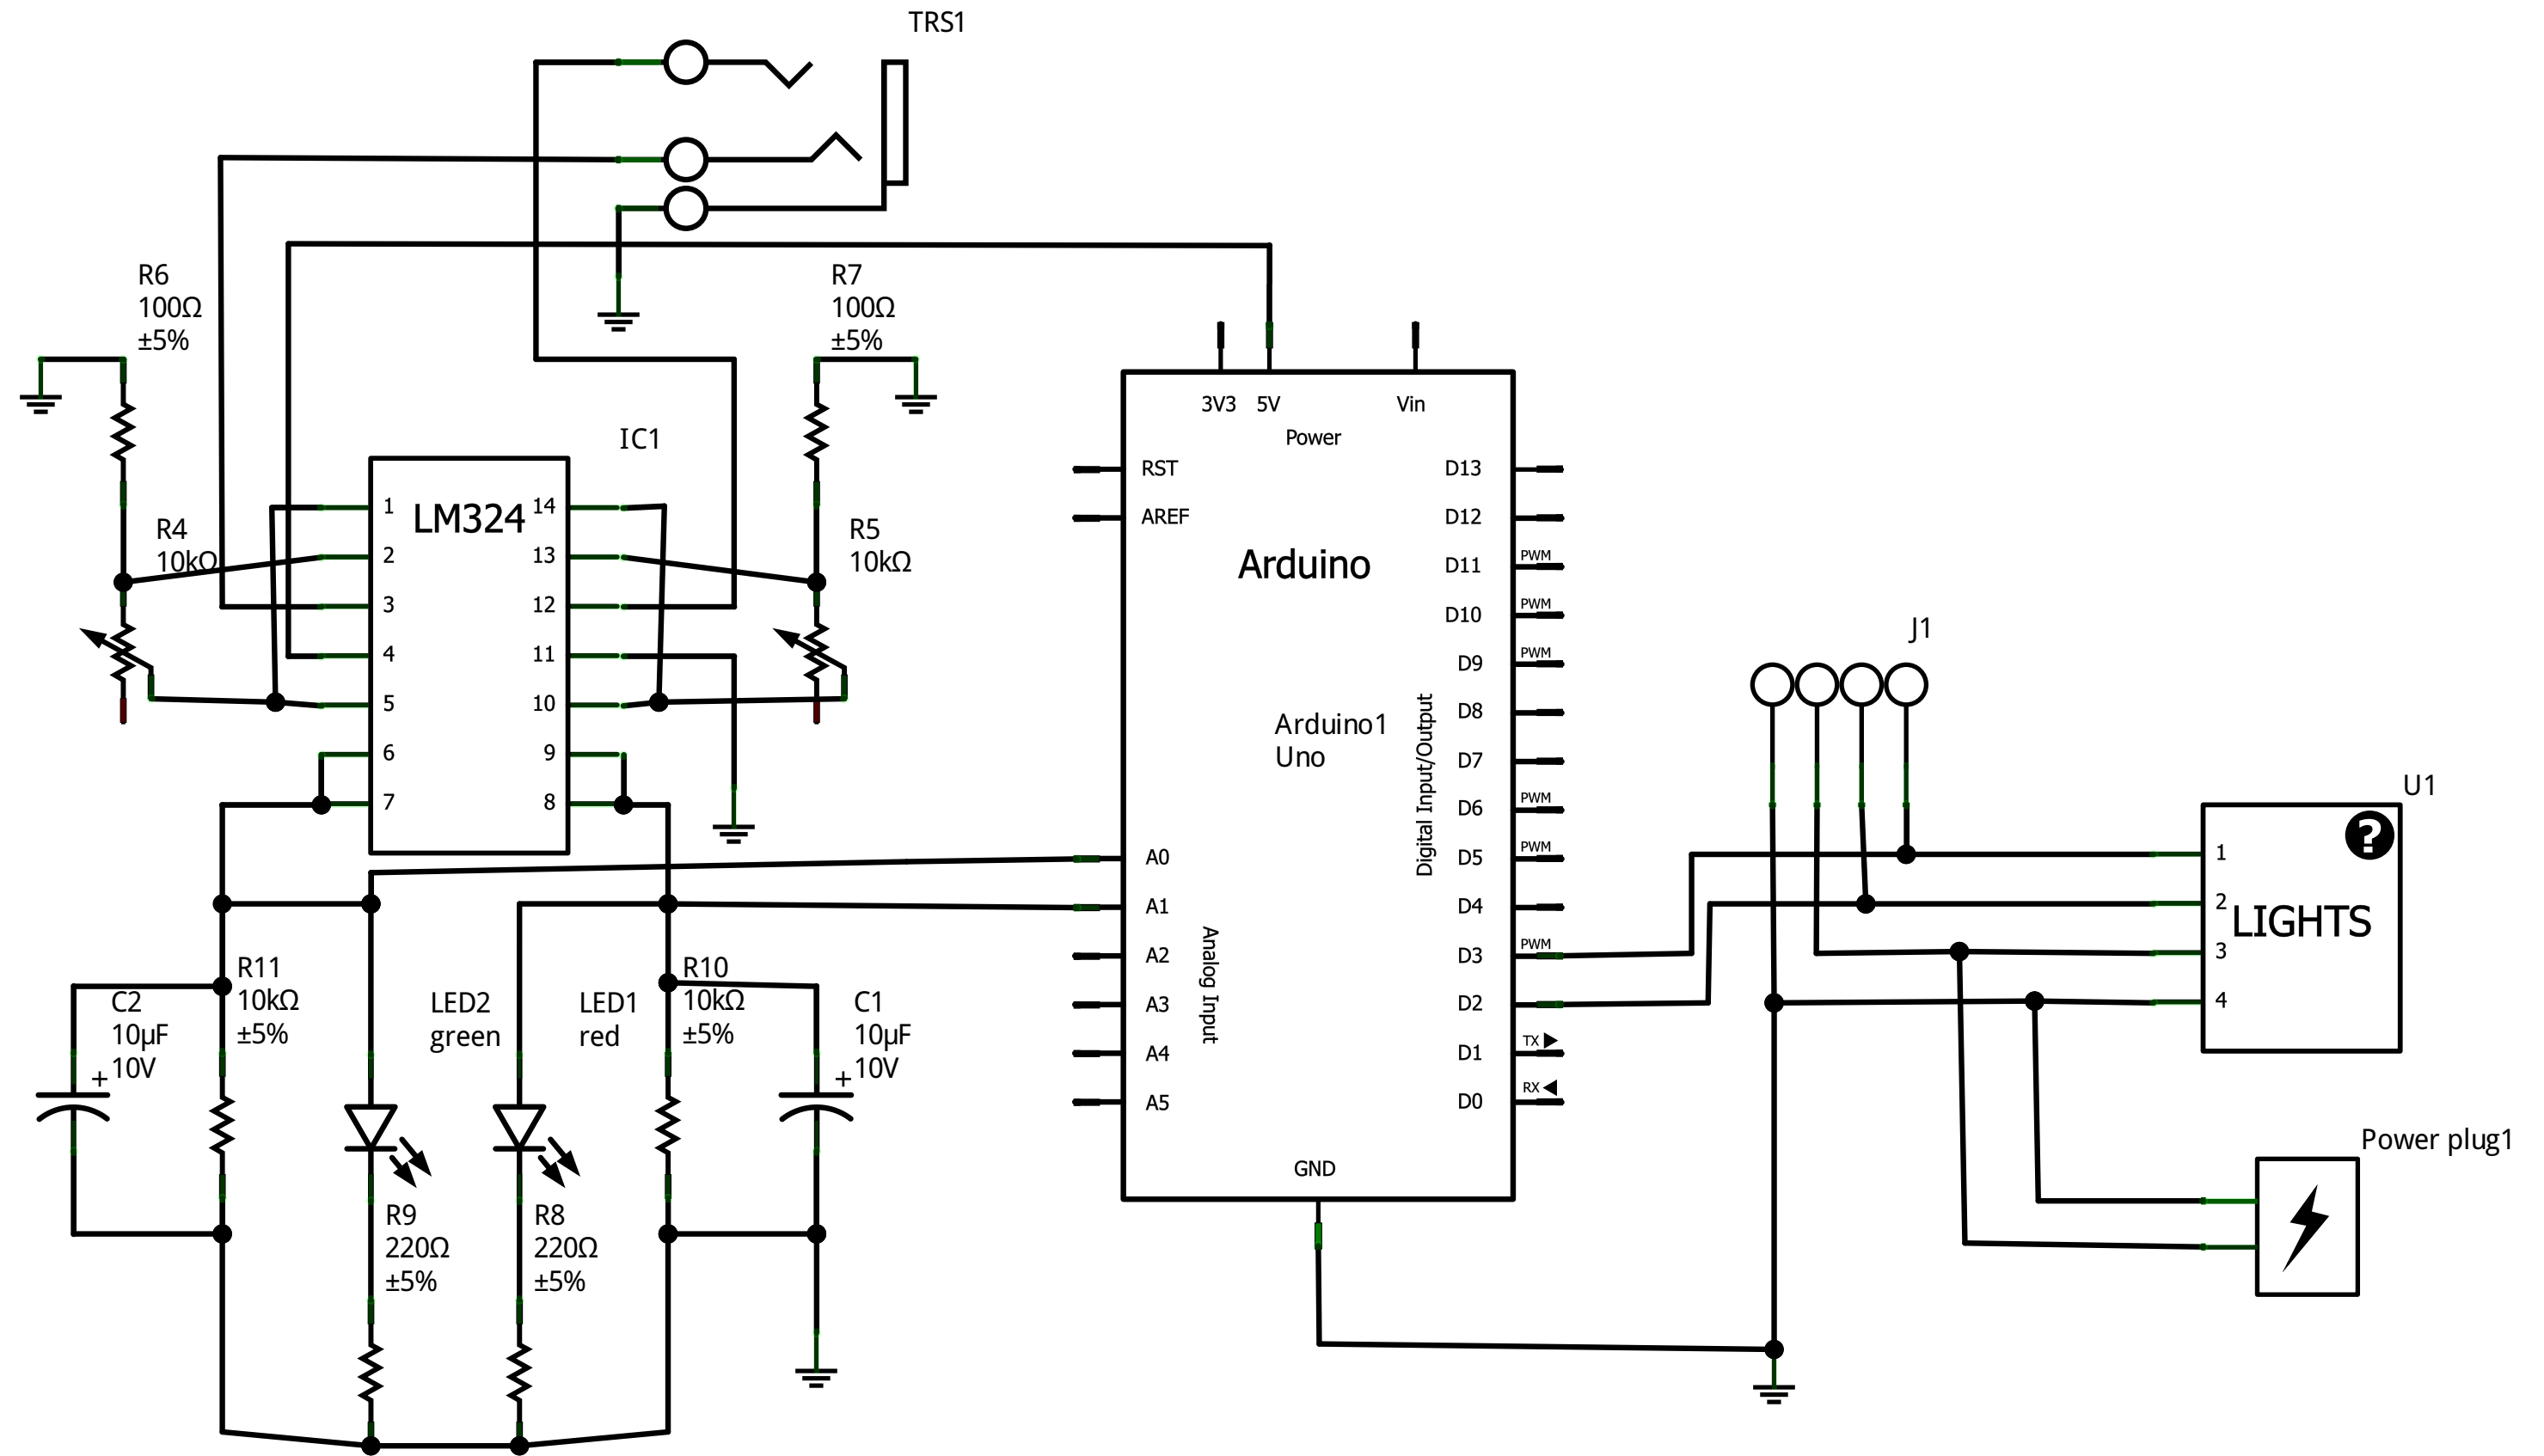 TRS1
R6
100Ω
±5%
R7
100Ω
±5%
R4
10kΩ
IC1
LM324
1
2
3
4
5
6
7
14
13
12
11
10
9
8
R5
10kΩ
3V3
5V
Vin
Power
RST
AREF
Arduino
Arduino1
Uno
A0
A1
A2
A3
A4
A5
Analog Input
GND
Digital Input/Output
D13
D12
PWM
D11
PWM
D10
PWM
D9
D8
D7
PWM
D6
PWM
D5
D4
PWM
D3
D2
TX
D1
RX
D0
J1
U1
1
2
3
4
LIGHTS
?
Power plug1
R11
10kΩ
±5%
C2
10µF
10V
+
LED2
green
LED1
red
R10
10kΩ
±5%
C1
10µF
10V
+
R9
220Ω
±5%
R8
220Ω
±5%